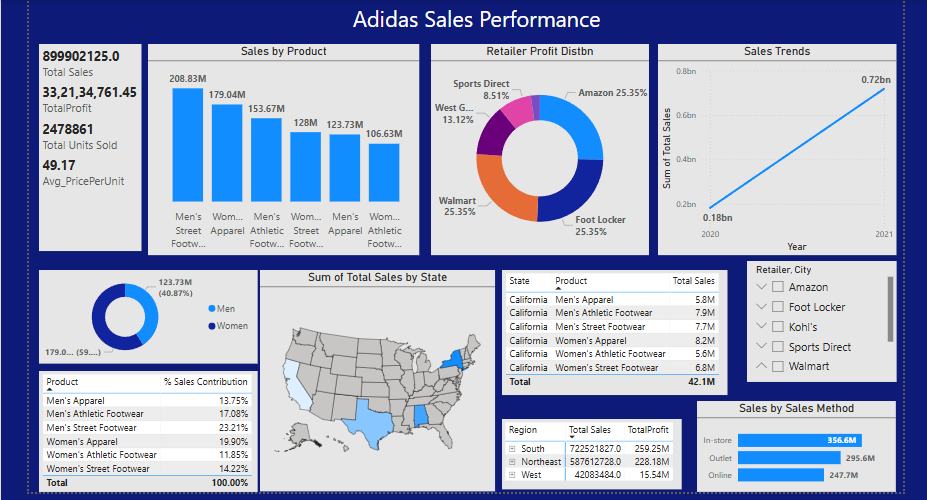 Adidas Sales Performance
899902125.0
Total Sales
33,21,34,761.45
TotalProfit
2478861
Total Units Sold
49.17
Avg_PricePerUnit
Sales by Product
208.83M
179.04M
153.67M
128M
123.73M
106.63M
Men's Street Footw...
Wom... Apparel
Men's Athletic Footw...
Wom... Street Footw...
Men's Apparel
Wom... Athletic Footw...
Retailer Profit Distbn
Sports Direct 8.51%
Amazon 25.35%
West G... 13.12%
Walmart 25.35%
Foot Locker 25.35%
Sales Trends
Sum of Total Sales
0.8bn
0.6bn
0.4bn
0.2bn
0.72bn
0.18bn
2020
2021
Year
123.73M (40.87%)
Men
Women
179.0... (59....)
Product % Sales Contribution
Men's Apparel 13.75%
Men's Athletic Footwear 17.08%
Men's Street Footwear 23.21%
Women's Apparel 19.90%
Women's Athletic Footwear 11.85%
Women's Street Footwear 14.22%
Total 100.00%
Sum of Total Sales by State
State Product Total Sales
California Men's Apparel 5.8M
California Men's Athletic Footwear 7.9M
California Men's Street Footwear 7.7M
California Women's Apparel 8.2M
California Women's Athletic Footwear 5.6M
California Women's Street Footwear 6.8M
Total 42.1M
Region Total Sales TotalProfit
South 722521827.0 259.25M
Northeast 587612728.0 228.18M
West 42083484.0 15.54M
Retailer, City
Amazon
Foot Locker
Kohl's
Sports Direct
Walmart
Sales by Sales Method
In-store 356.6M
Outlet 295.6M
Online 247.7M